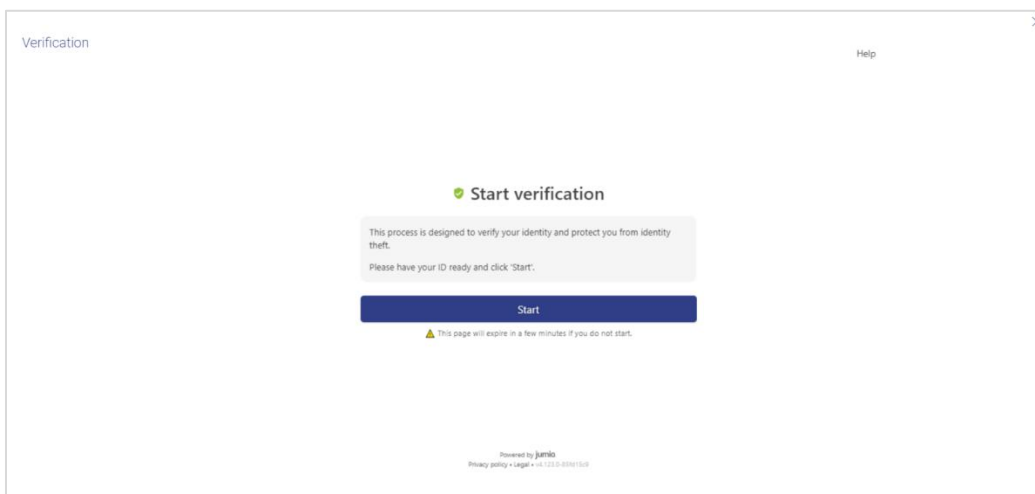 Verification
Help
Start verification
This process is designed to verify your identity and protect you from identity
theft.
Please have your ID ready and click 'Start'.
Start
This page will expire in a few minutes if you do not start.
Powered by jumio
Privacy policy • Legal •